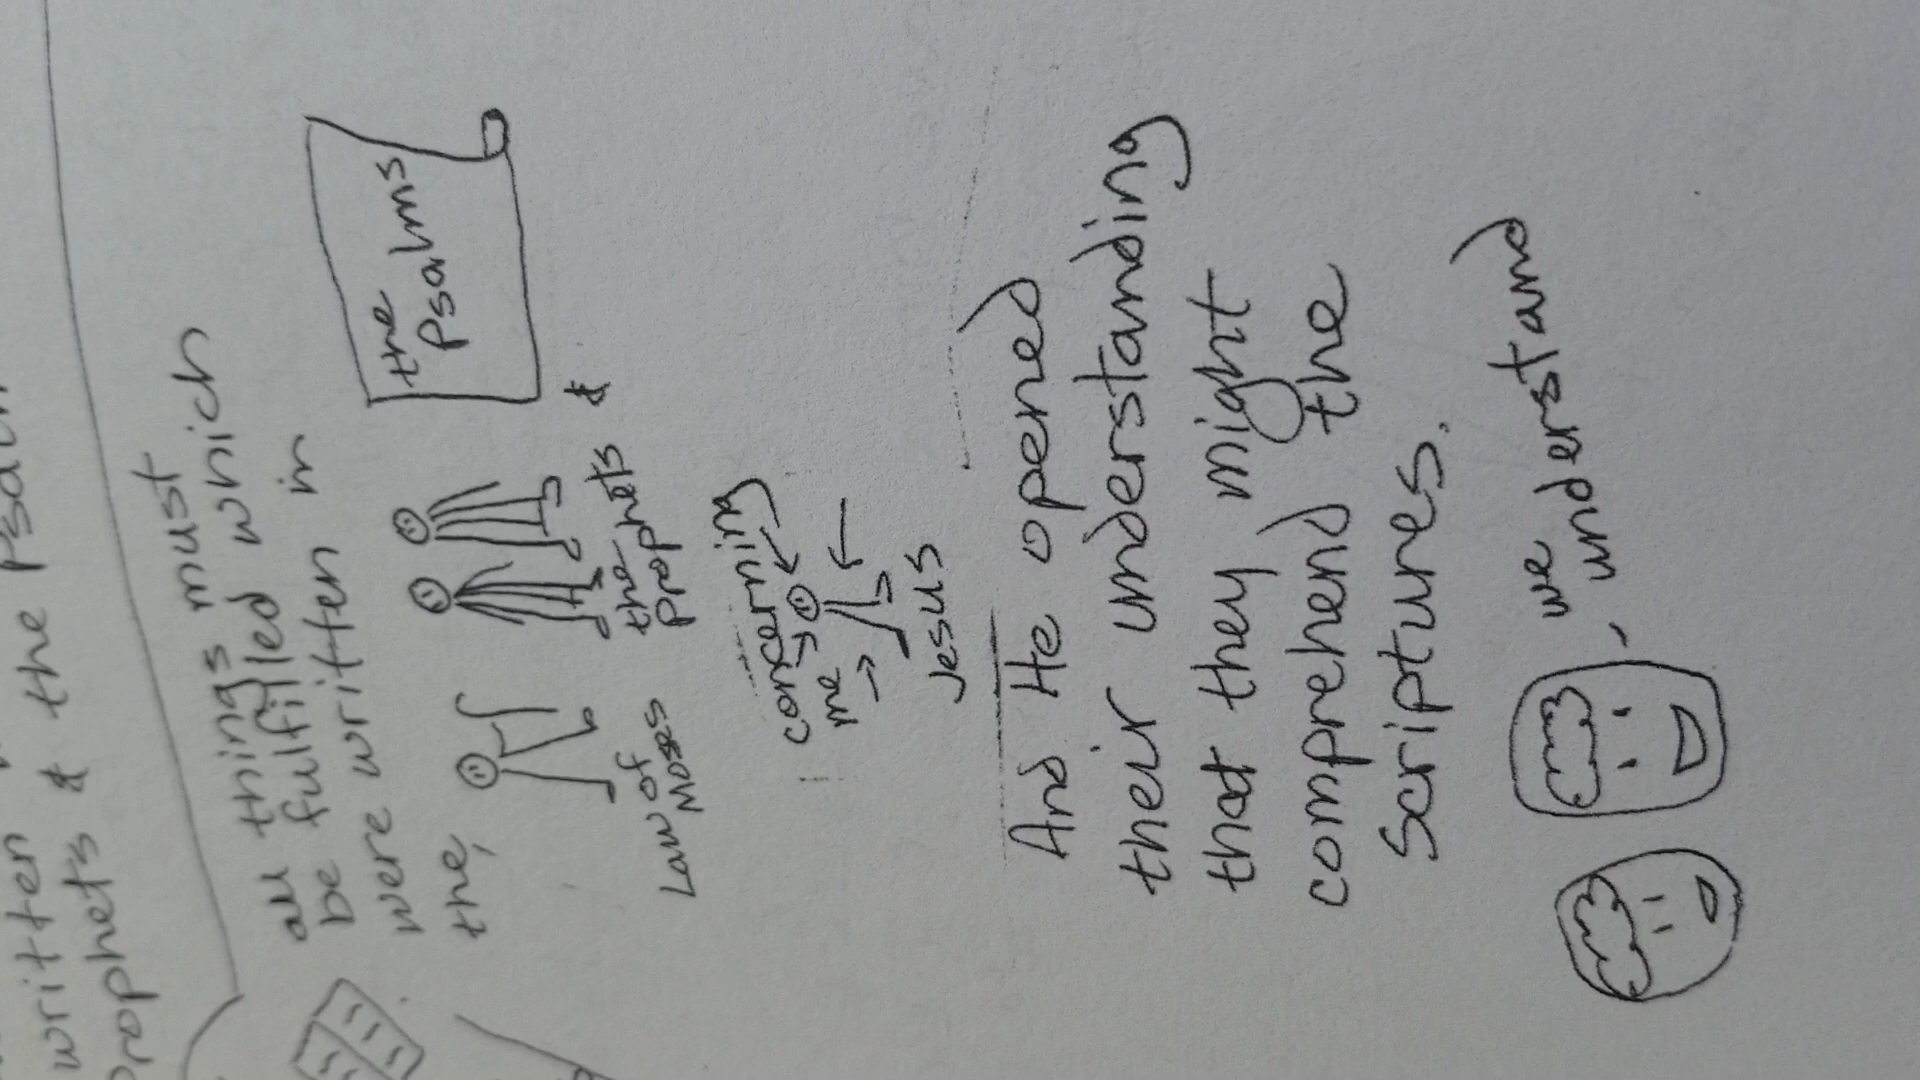 written
prophets & the Psalm
all things must
be fulfilled which
were written in
the,
Law of
Moses
the
prophets
&
the
Psalms
concerning
me
Jesus
And He opened
their understanding
that they might
comprehend the
Scriptures.
we
understand